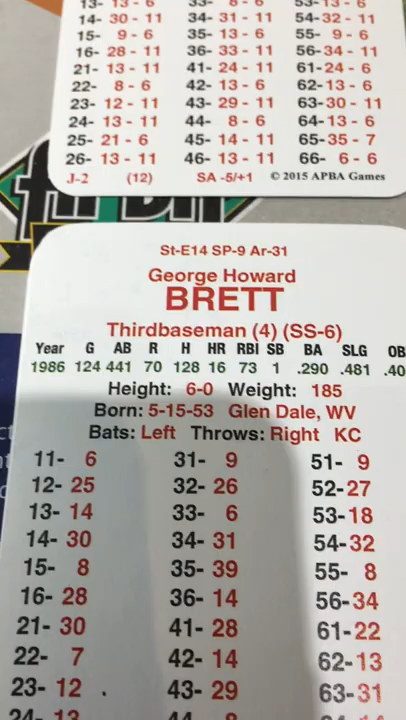 13- 13 - 6 33- 8 - 6 53-13 - 6
14- 30 - 11 34- 31 - 11 54-32 - 11
15- 9 - 6 35- 13 - 6 55- 9 - 6
16- 28 - 11 36- 33 - 11 56-34 - 11
21- 13 - 11 41- 24 - 11 61-24 - 6
22- 8 - 6 42- 13 - 6 62-13 - 6
23- 12 - 11 43- 29 - 11 63-30 - 11
24- 13 - 11 44- 8 - 6 64-13 - 6
25- 21 - 6 45- 14 - 11 65-35 - 7
26- 13 - 11 46- 13 - 11 66- 6 - 6
J-2 (12) SA -5/+1 © 2015 APBA Games
St-E14 SP-9 Ar-31
George Howard
BRETT
Thirdbaseman (4) (SS-6)
Year G AB R H HR RBI SB BA SLG OB
1986 124 441 70 128 16 73 1 .290 .481 .40
Height: 6-0 Weight: 185
Born: 5-15-53 Glen Dale, WV
Bats: Left Throws: Right KC
11- 6 31- 9 51- 9
12- 25 32- 26 52-27
13- 14 33- 6 53-18
14- 30 34- 31 54-32
15- 8 35- 39 55- 8
16- 28 36- 14 56-34
21- 30 41- 28 61-22
22- 7 42- 14 62-13
23- 12 43- 29 63-31
24- 13 44-